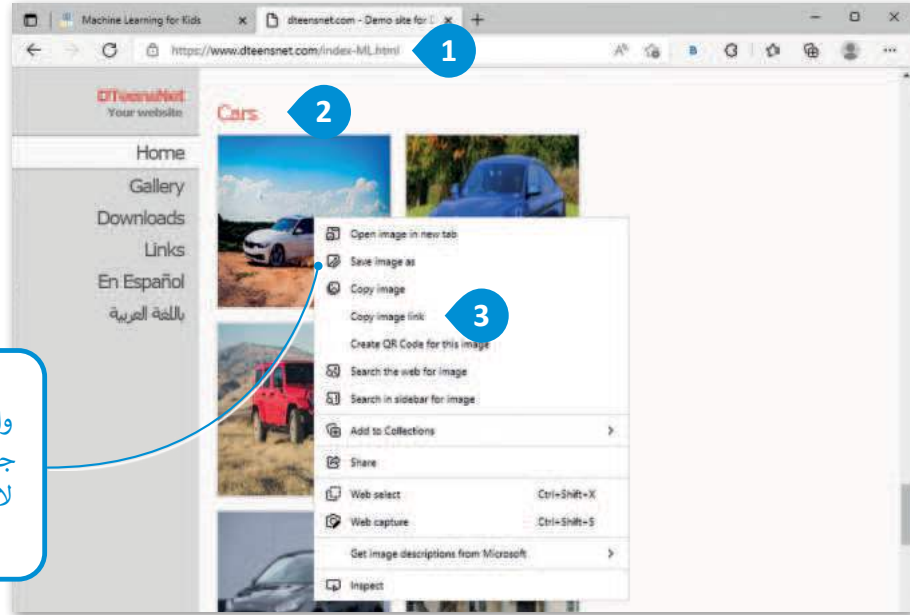 Machine Learning for Kids
dteensnet.com - Demo site for
https://www.dteensnet.com/index-ML.html
1
DTeensNet
Your website
Cars
2
Home
Gallery
Downloads
Links
En Español
باللغة العربية
Open image in new tab
Save image as
Copy image
Copy image link
3
Create QR Code for this image
Search the web for image
Search in sidebar for image
Add to Collections
Share
Web select Ctrl+Shift+X
Web capture Ctrl+Shift+S
Get image descriptions from Microsoft
Inspect